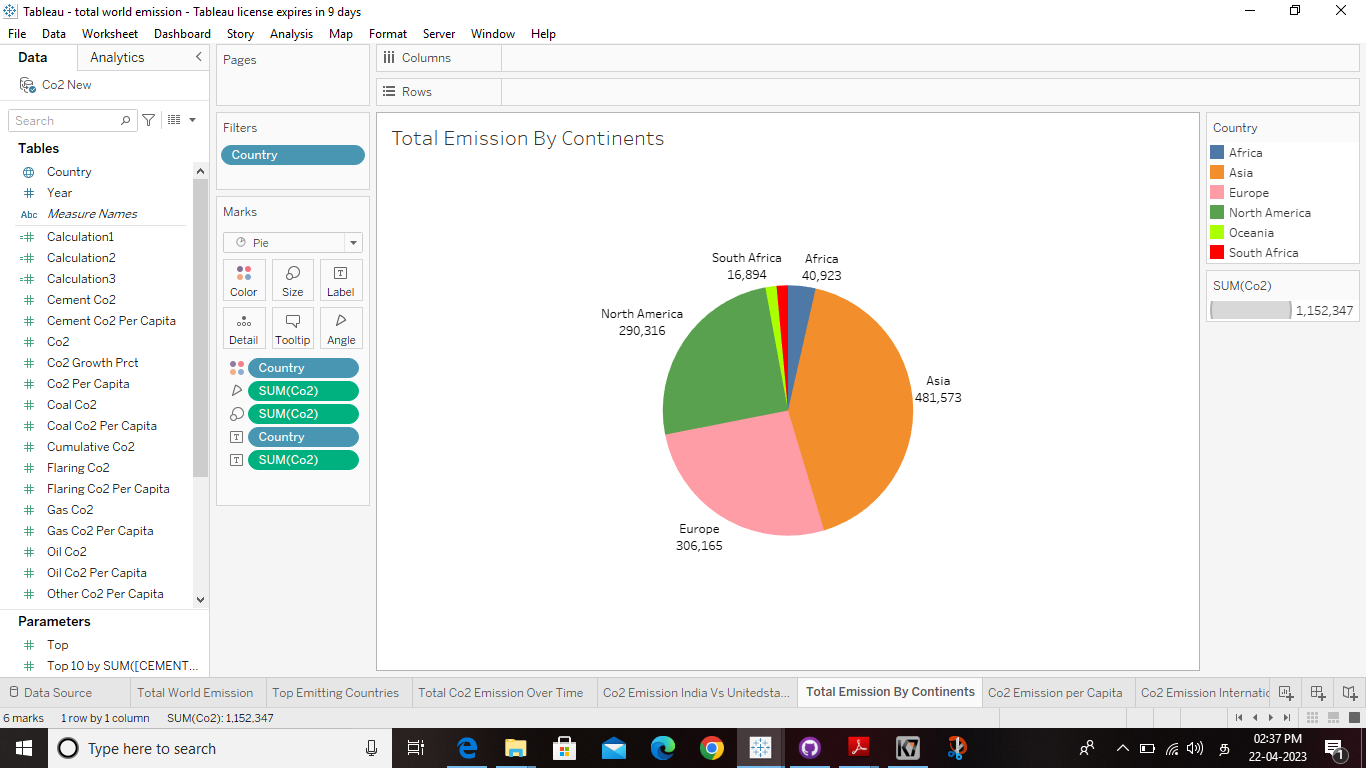 Tableau - total world emission - Tableau license expires in 9 days
File Data Worksheet Dashboard Story Analysis Map Format Server Window Help
Data Analytics
Co2 New
Search
Tables
Country
Year
Abc Measure Names
Calculation1
Calculation2
Calculation3
Cement Co2
Cement Co2 Per Capita
Co2
Co2 Growth Prct
Co2 Per Capita
Coal Co2
Coal Co2 Per Capita
Cumulative Co2
Flaring Co2
Flaring Co2 Per Capita
Gas Co2
Gas Co2 Per Capita
Oil Co2
Oil Co2 Per Capita
Other Co2 Per Capita
Parameters
Top
Top 10 by SUM([CEMENT...
Pages
Filters
Country
Marks
Pie
Color Size Label
Detail Tooltip Angle
Country
SUM(Co2)
SUM(Co2)
Country
SUM(Co2)
Columns
Rows
Total Emission By Continents
South Africa
16,894
Africa
40,923
North America
290,316
Asia
481,573
Europe
306,165
Country
Africa
Asia
Europe
North America
Oceania
South Africa
SUM(Co2)
1,152,347
Data Source Total World Emission Top Emitting Countries Total Co2 Emission Over Time Co2 Emission India Vs Unitedsta... Total Emission By Continents Co2 Emission per Capita Co2 Emission Internatic
6 marks 1 row by 1 column SUM(Co2): 1,152,347
Type here to search
02:37 PM
22-04-2023
1